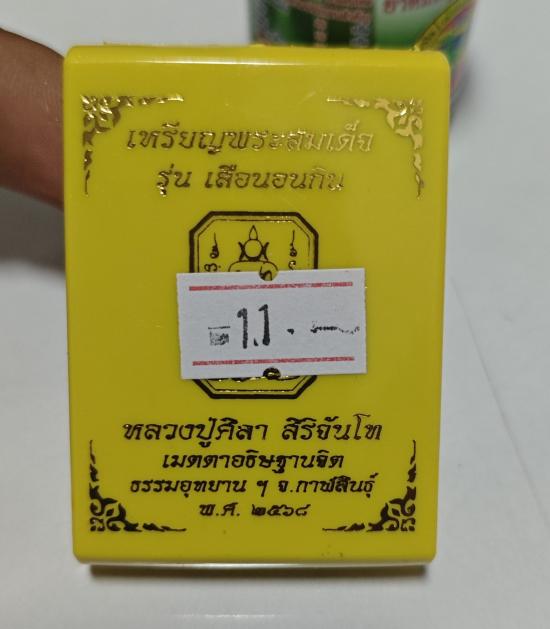 เหรียญพระสมเด็จ
รุ่น เสือนอนกิน
หลวงปู่ศิลา สิริจันโท
เมตตาอธิษฐานจิต
ธรรมอุทยาน ฯ จ.กาฬสินธุ์
พ.ศ. ๒๕๖๘